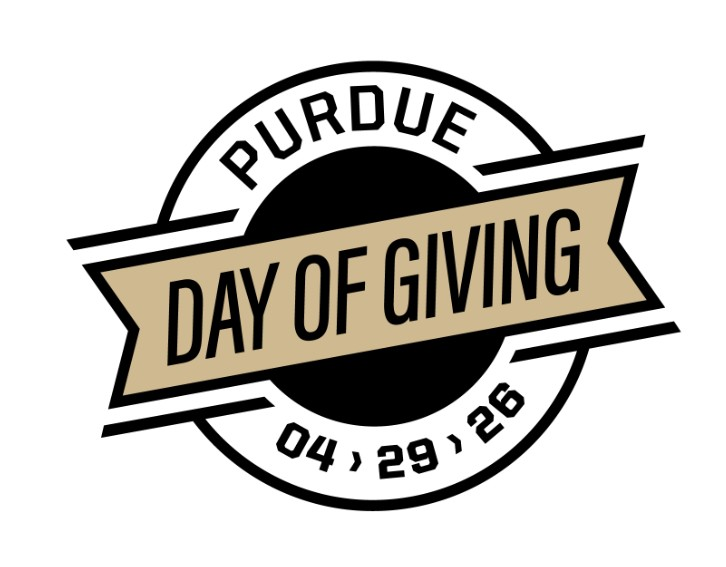 PURDUE
DAY OF GIVING
04 › 29 › 26